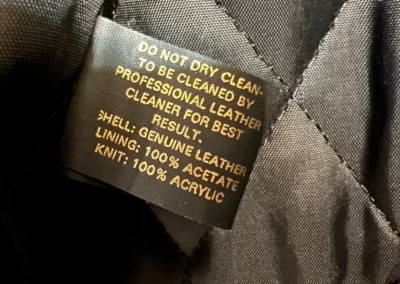 DO NOT DRY CLEAN-
TO BE CLEANED BY
PROFESSIONAL LEATHER
CLEANER FOR BEST
RESULT.
SHELL: GENUINE LEATHER
LINING: 100% ACETATE
KNIT: 100% ACRYLIC